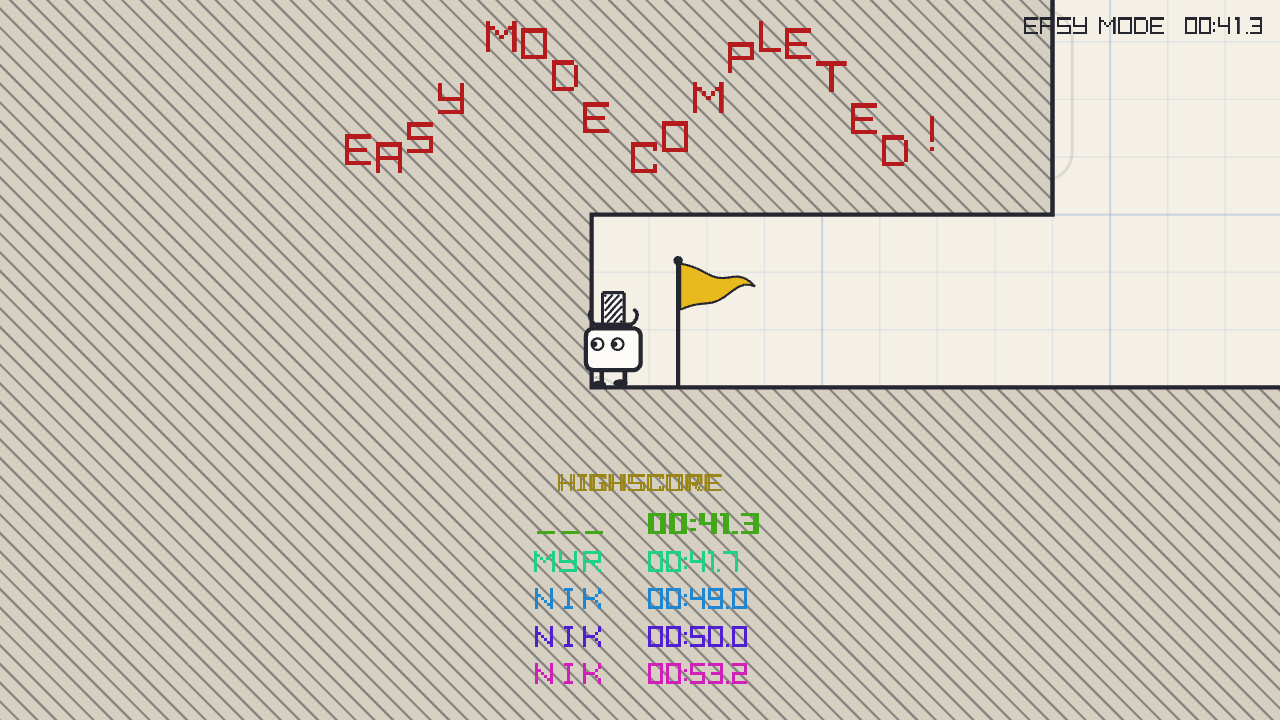 EASY MODE 00:41.3
EASY MODE COMPLETED!
HIGHSCORE
_ _ _ 00:41.3
MYR 00:41.7
NIK 00:49.0
NIK 00:50.0
NIK 00:53.2